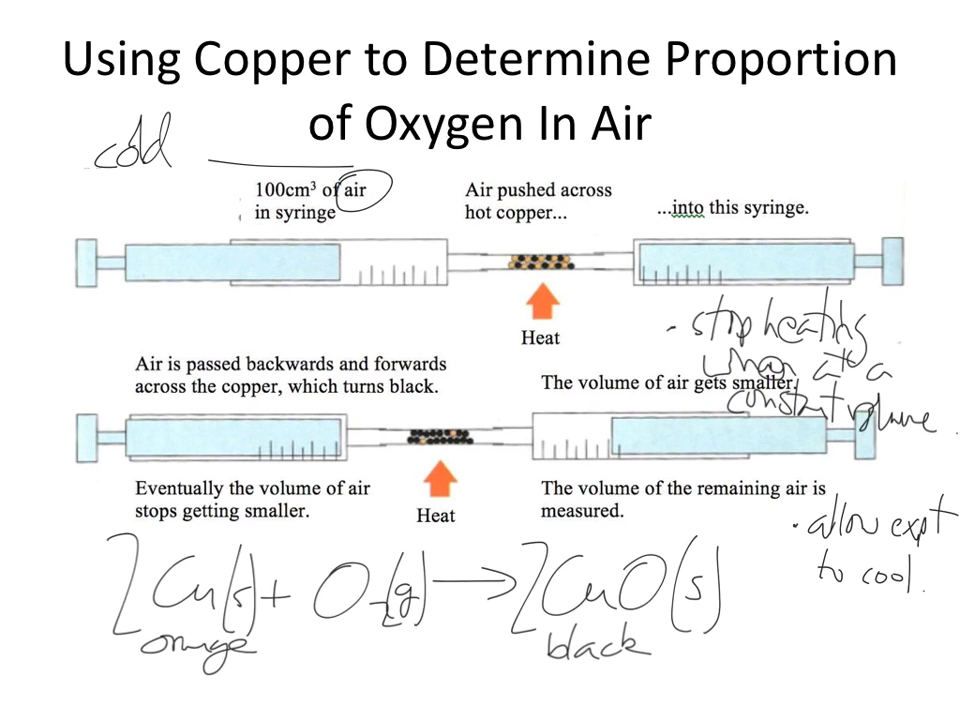 Using Copper to Determine Proportion
of Oxygen In Air
cold
100cm³ of air
in syringe
Air pushed across
hot copper...
...into this syringe.
Heat
- stop heating
when at a
constant volume.
Air is passed backwards and forwards
across the copper, which turns black.
The volume of air gets smaller.
Eventually the volume of air
stops getting smaller.
Heat
The volume of the remaining air is
measured.
· allow expt
to cool.
2Cu(s) + O₂(g) → 2CuO(s)
orange
black